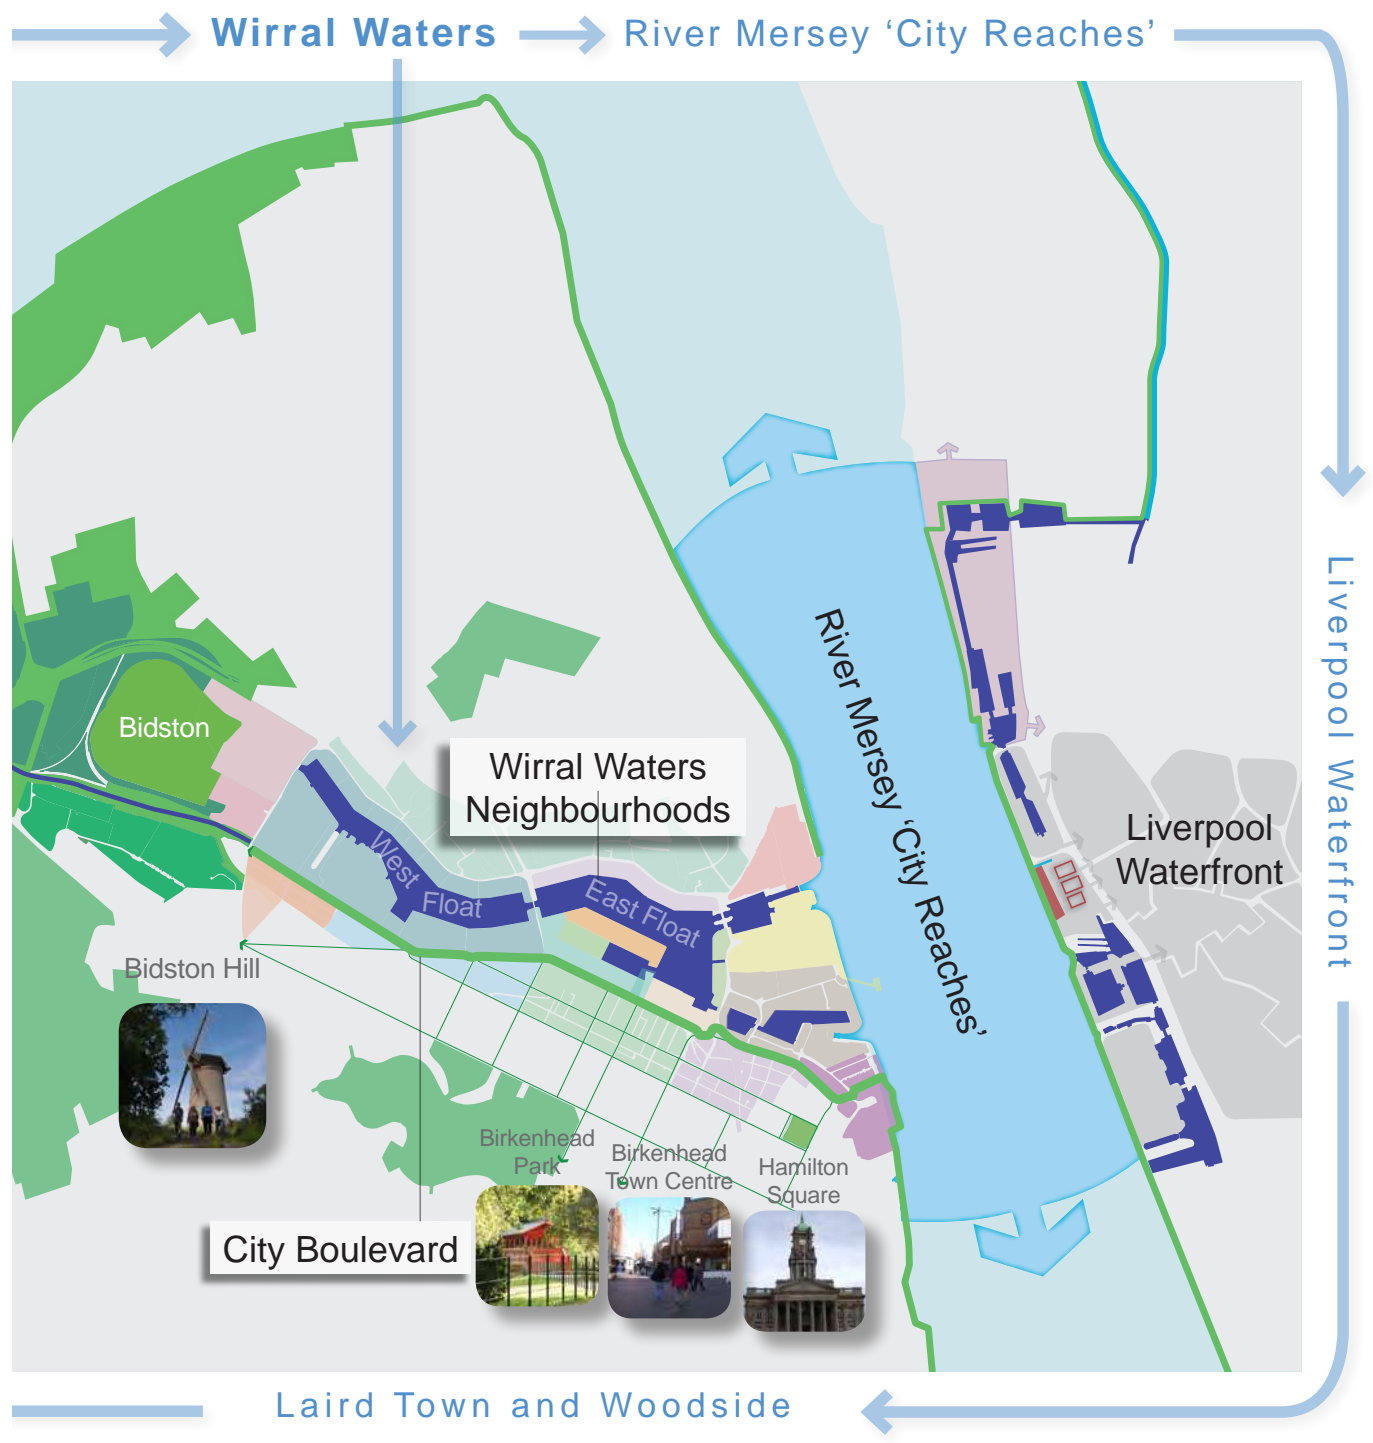 Wirral Waters
River Mersey ‘City Reaches’
Liverpool Waterfront
Bidston
Wirral Waters
Neighbourhoods
River Mersey ‘City Reaches’
West
Float
East Float
Liverpool
Waterfront
Bidston Hill
Birkenhead
Park
Birkenhead
Town Centre
Hamilton
Square
City Boulevard
Laird Town and Woodside